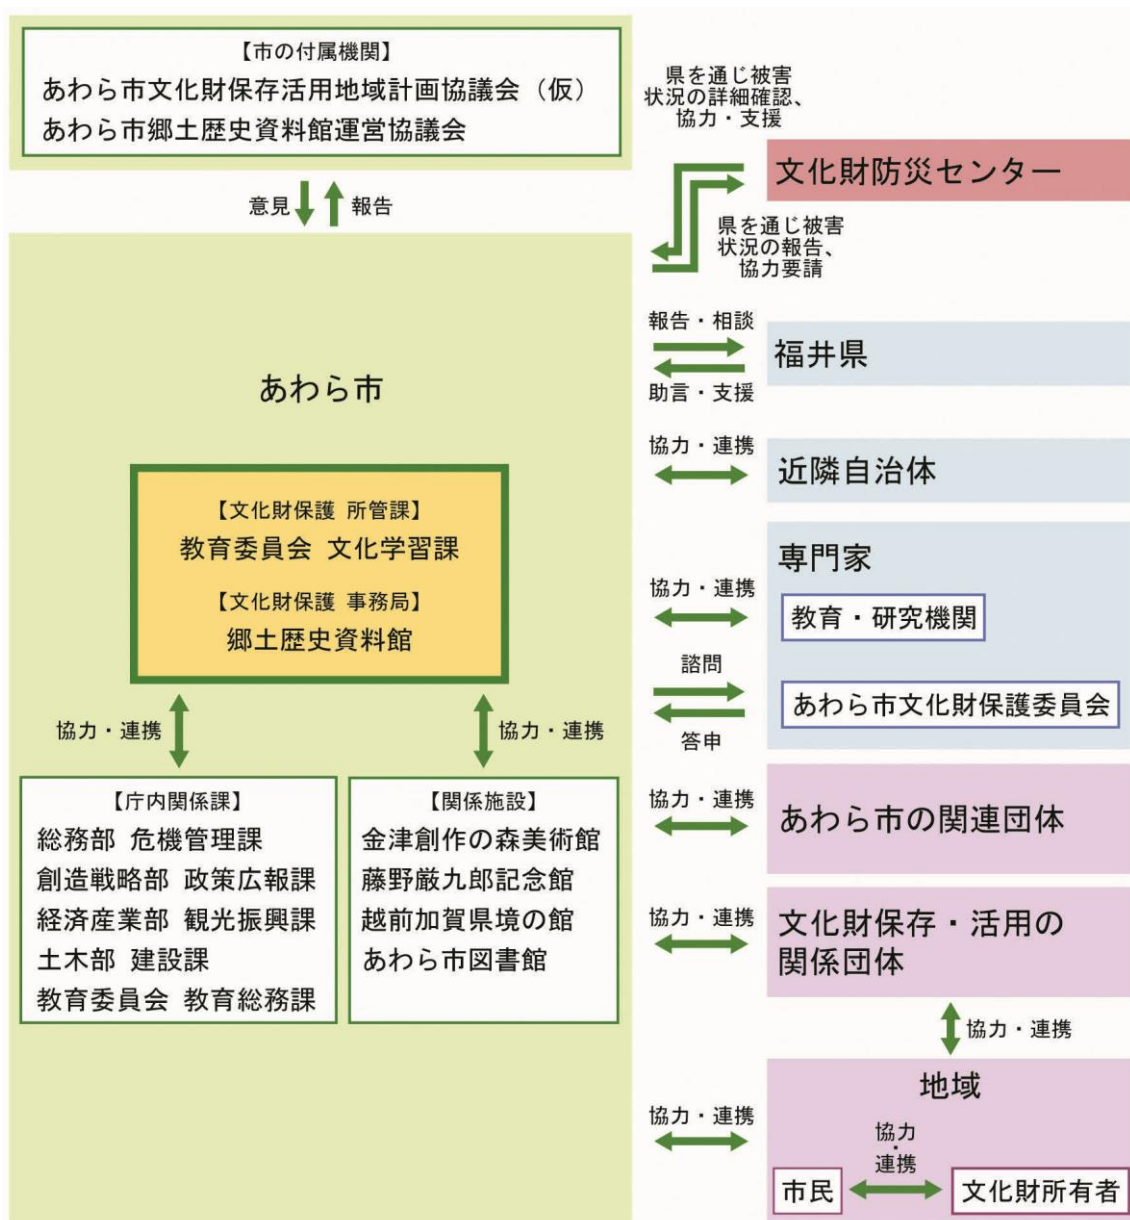 【市の付属機関】
あわら市文化財保存活用地域計画協議会（仮）
あわら市郷土歴史資料館運営協議会
意見
報告
県を通じ被害
状況の詳細確認、
協力・支援
文化財防災センター
県を通じ被害
状況の報告、
協力要請
報告・相談
福井県
助言・支援
あわら市
協力・連携
近隣自治体
【文化財保護 所管課】
教育委員会 文化学習課
【文化財保護 事務局】
郷土歴史資料館
専門家
協力・連携
教育・研究機関
諮問
あわら市文化財保護委員会
答申
協力・連携
協力・連携
【庁内関係課】
総務部 危機管理課
創造戦略部 政策広報課
経済産業部 観光振興課
土木部 建設課
教育委員会 教育総務課
【関係施設】
金津創作の森美術館
藤野厳九郎記念館
越前加賀県境の館
あわら市図書館
協力・連携
あわら市の関連団体
協力・連携
文化財保存・活用の
関係団体
協力・連携
地域
協力・連携
協力
・
連携
市民
文化財所有者